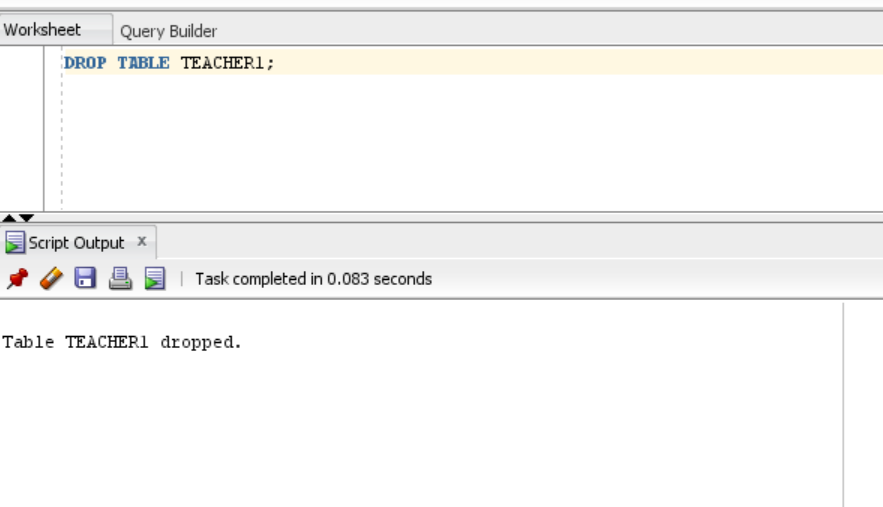 Worksheet Query Builder
DROP TABLE TEACHER1;
Script Output x
Task completed in 0.083 seconds
Table TEACHER1 dropped.